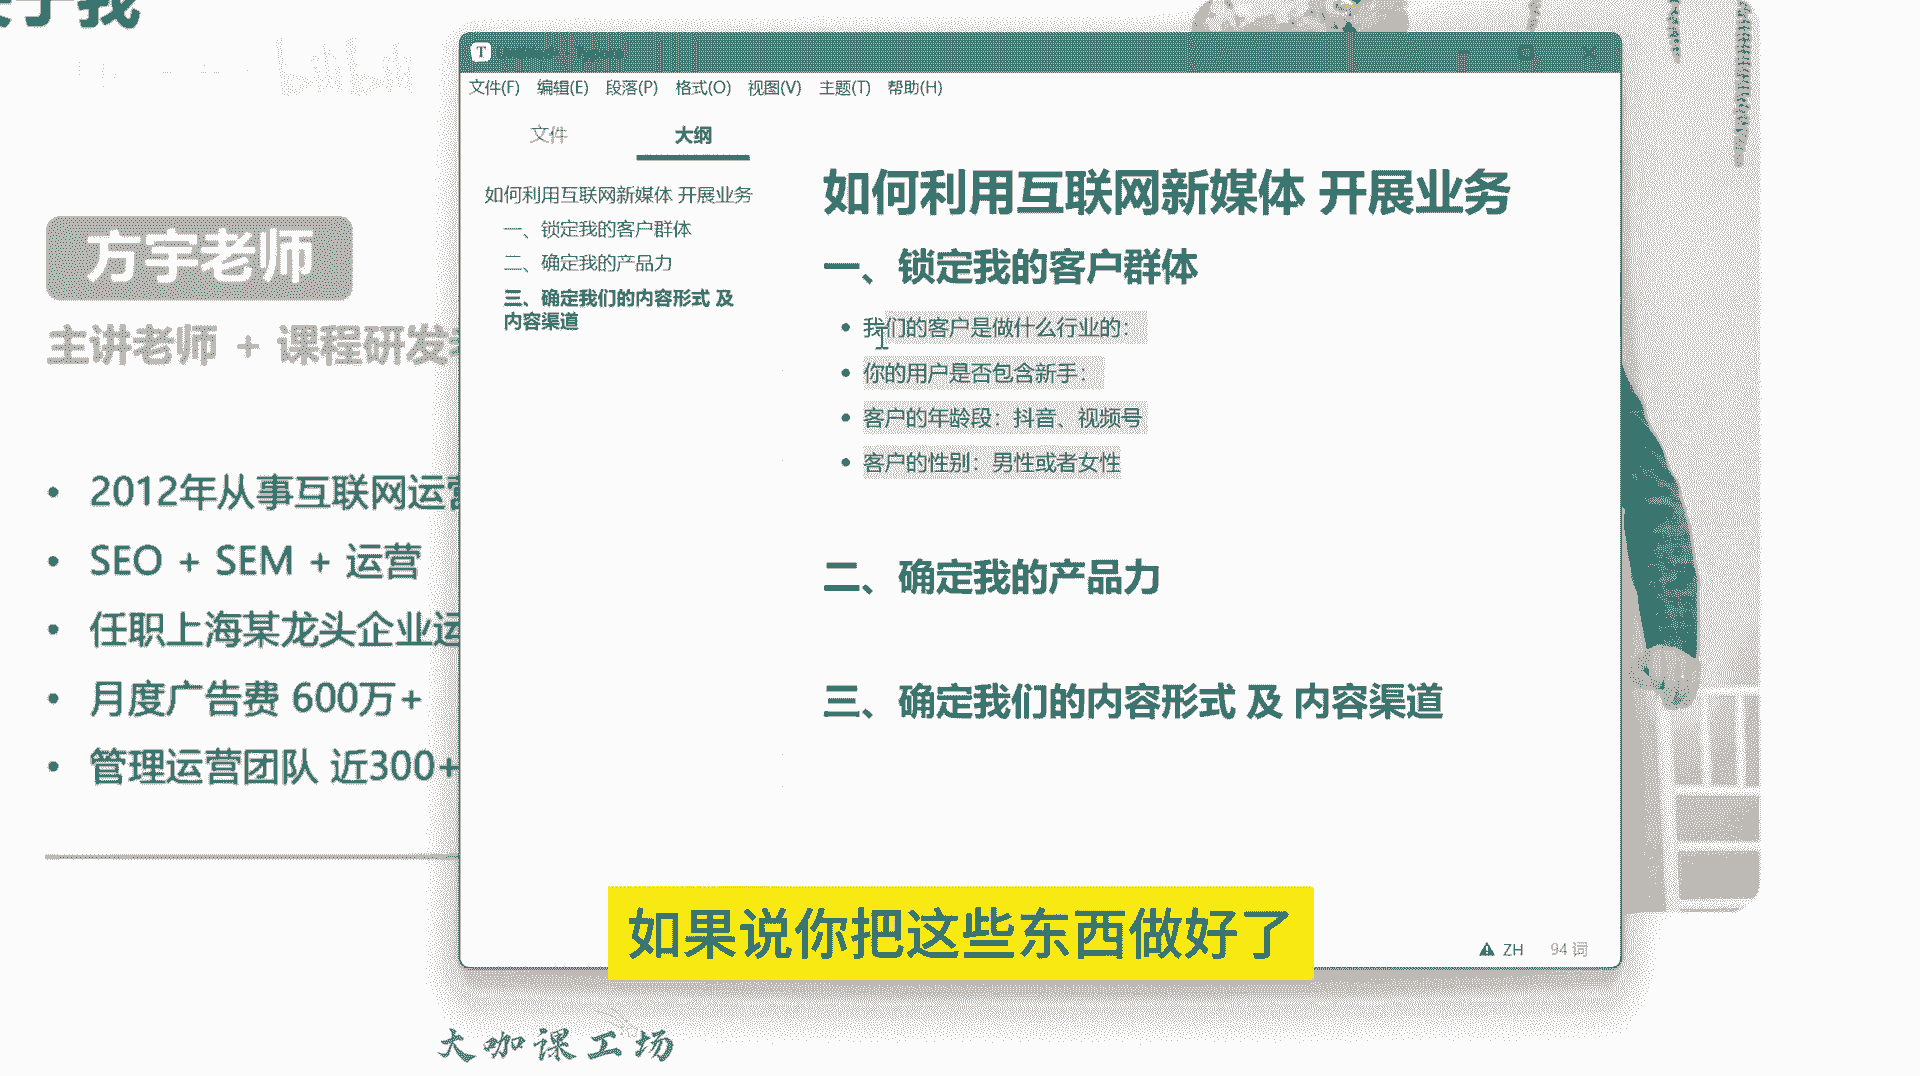 于我
bilibili
方宇老师
主讲老师 + 课程研发
2012年从事互联网运营
SEO + SEM + 运营
任职上海某龙头企业运
月度广告费 600万+
管理运营团队 近300+
文件(F) 编辑(E) 段落(P) 格式(O) 视图(V) 主题(T) 帮助(H)
文件 大纲
如何利用互联网新媒体 开展业务
一、锁定我的客户群体
二、确定我的产品力
三、确定我们的内容形式 及
内容渠道
如何利用互联网新媒体 开展业务
一、锁定我的客户群体
我们的客户是做什么行业的：
你的用户是否包含新手：
客户的年龄段：抖音、视频号
客户的性别：男性或者女性
二、确定我的产品力
三、确定我们的内容形式 及 内容渠道
如果说你把这些东西做好了
ZH 94 词
大咖课工场